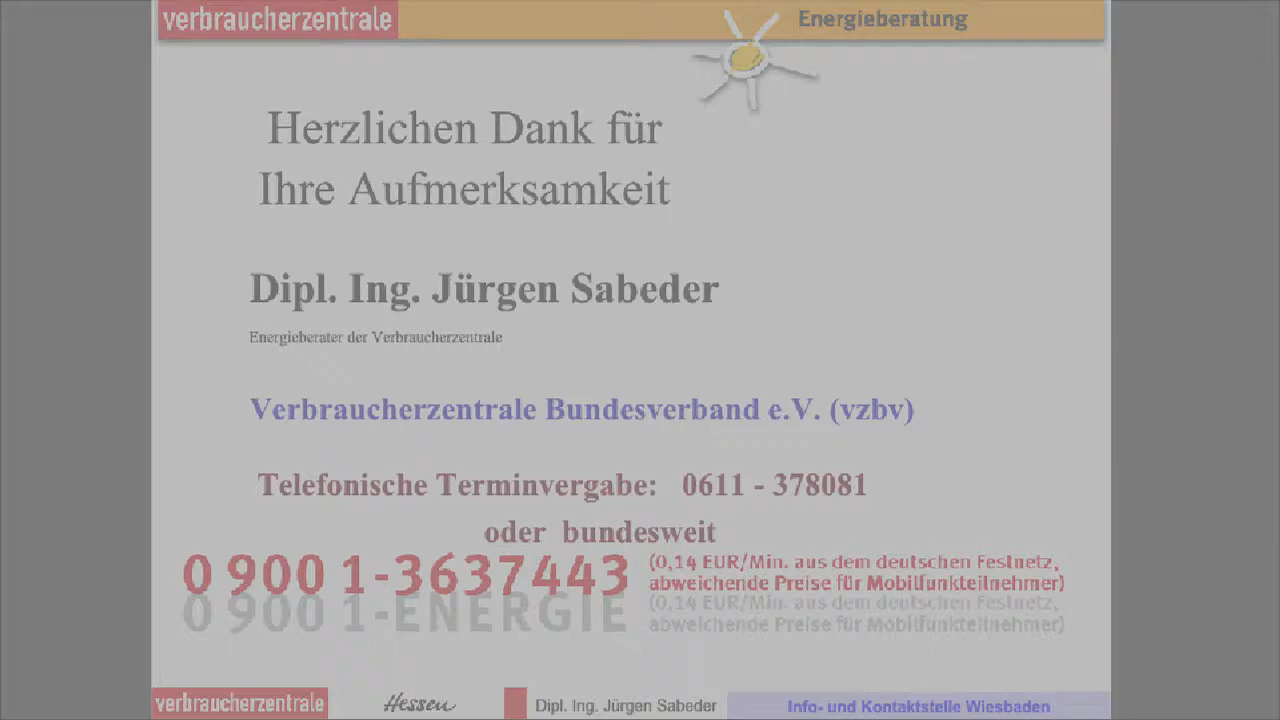 verbraucherzentrale
Energieberatung
Herzlichen Dank für
Ihre Aufmerksamkeit
Dipl. Ing. Jürgen Sabeder
Energieberater der Verbraucherzentrale
Verbraucherzentrale Bundesverband e.V. (vzbv)
Telefonische Terminvergabe: 0611 - 378081
oder bundesweit
0 900 1-3637443
(0,14 EUR/Min. aus dem deutschen Festnetz,
abweichende Preise für Mobilfunkteilnehmer)
0 900 1-ENERGIE
(0,14 EUR/Min. aus dem deutschen Festnetz,
abweichende Preise für Mobilfunkteilnehmer)
verbraucherzentrale
Hessen
Dipl. Ing. Jürgen Sabeder
Info- und Kontaktstelle Wiesbaden